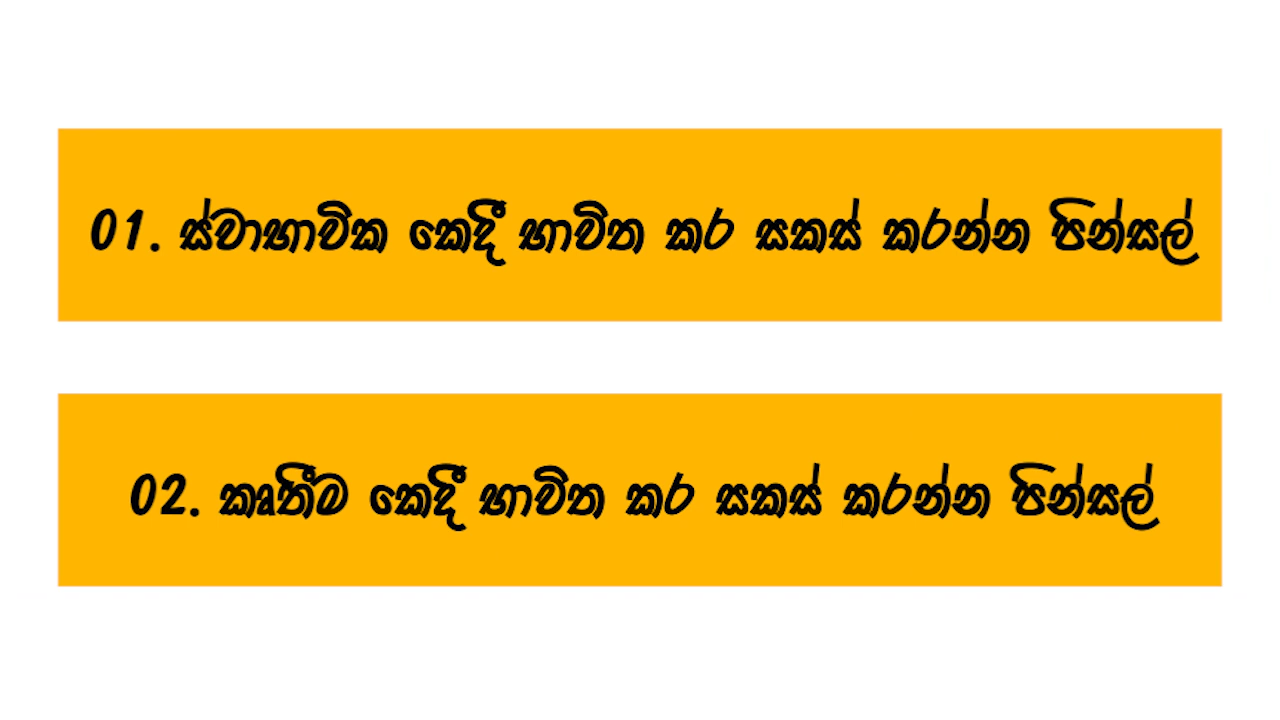 01. ස්වාභාවික කෙදී භාවිත කර සකස් කරන්න පින්සල්
02. කෘතීම කෙදී භාවිත කර සකස් කරන්න පින්සල්